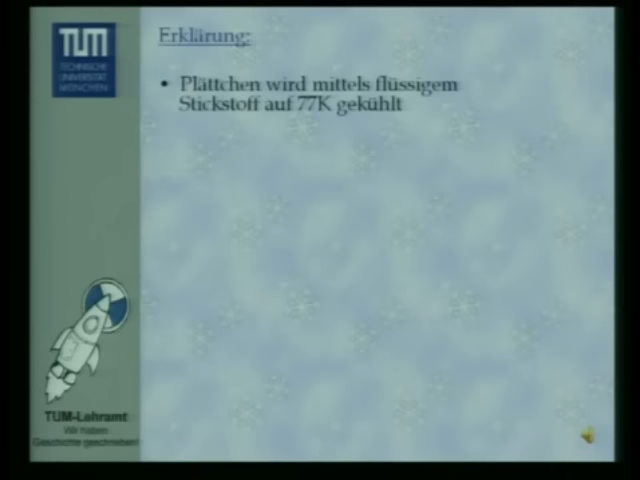 TUM
TECHNISCHE
UNIVERSITÄT
MÜNCHEN
Erklärung:
• Plättchen wird mittels flüssigem
Stickstoff auf 77K gekühlt
TUM-Lehramt
Wir haben
Geschichte geschrieben!